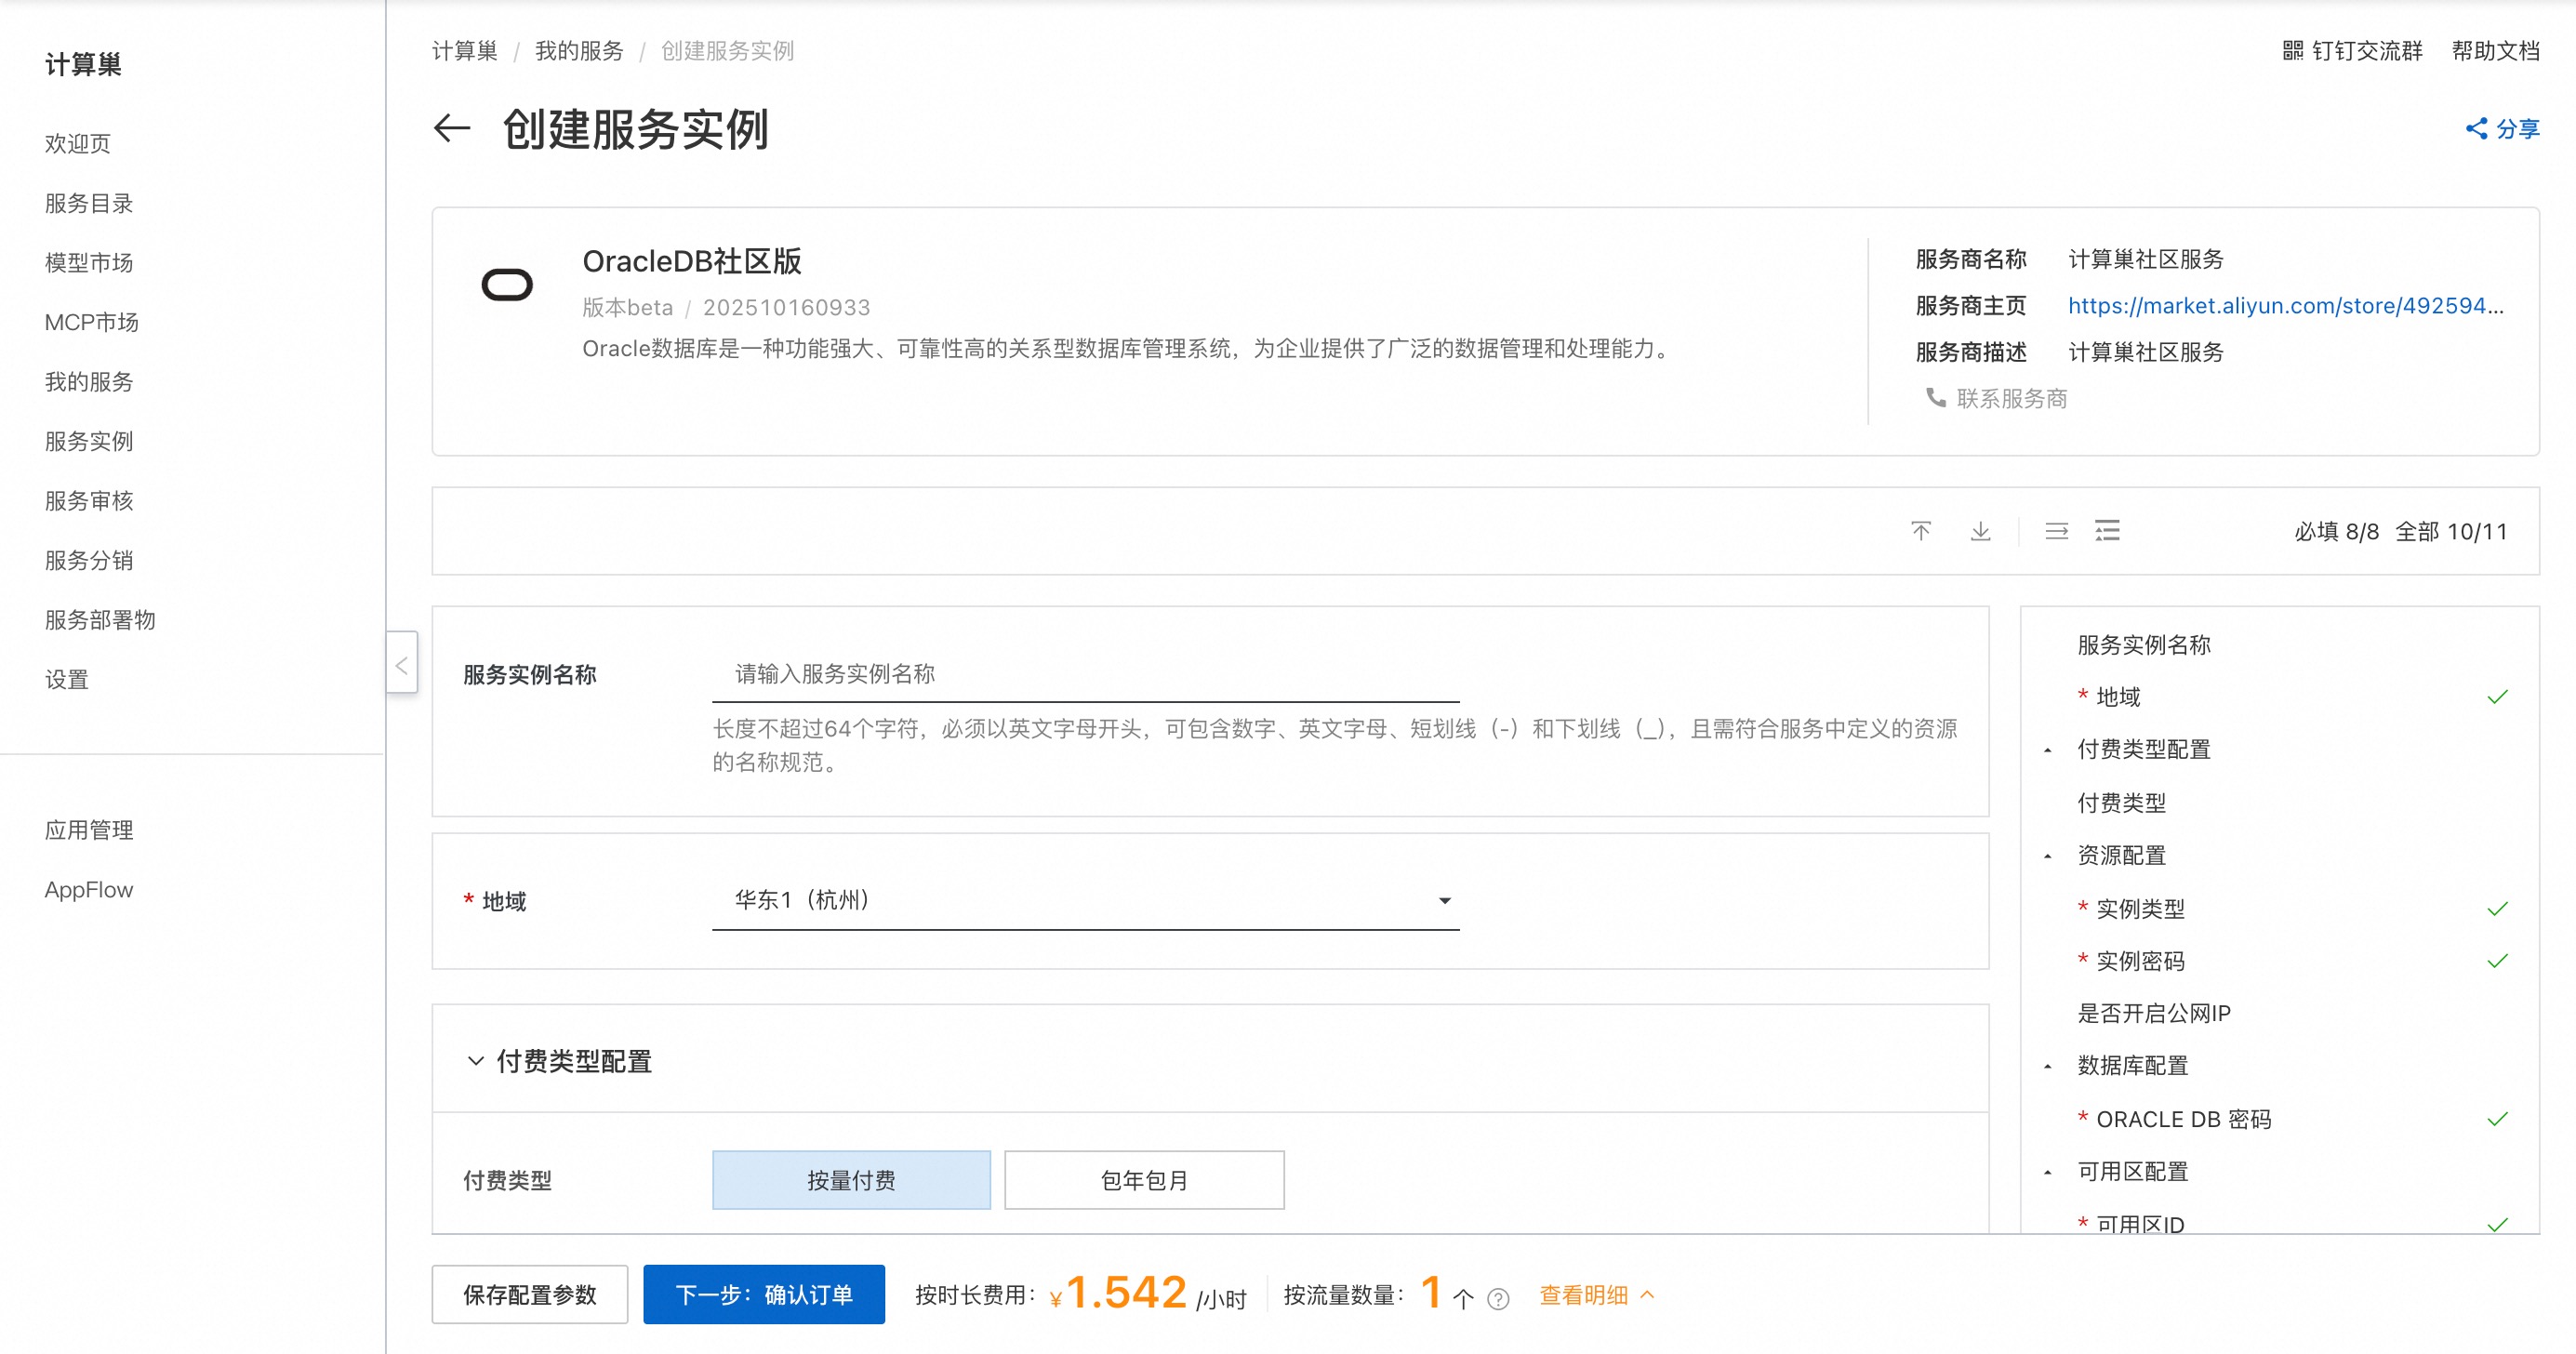 计算巢
欢迎页
服务目录
模型市场
MCP市场
我的服务
服务实例
服务审核
服务分销
服务部署物
设置
应用管理
AppFlow
计算巢 / 我的服务 / 创建服务实例
钉钉交流群 帮助文档
创建服务实例
分享
OracleDB社区版
版本beta / 202510160933
Oracle数据库是一种功能强大、可靠性高的关系型数据库管理系统，为企业提供了广泛的数据管理和处理能力。
服务商名称 计算巢社区服务
服务商主页 https://market.aliyun.com/store/492594...
服务商描述 计算巢社区服务
联系服务商
必填 8/8 全部 10/11
服务实例名称 请输入服务实例名称
长度不超过64个字符，必须以英文字母开头，可包含数字、英文字母、短划线（-）和下划线（_），且需符合服务中定义的资源
的名称规范。
* 地域 华东1（杭州）
付费类型配置
付费类型 按量付费 包年包月
服务实例名称
* 地域
付费类型配置
付费类型
资源配置
* 实例类型
* 实例密码
是否开启公网IP
数据库配置
* ORACLE DB 密码
可用区配置
* 可用区ID
保存配置参数 下一步：确认订单 按时长费用： ¥1.542 /小时 按流量数量： 1 个 ? 查看明细